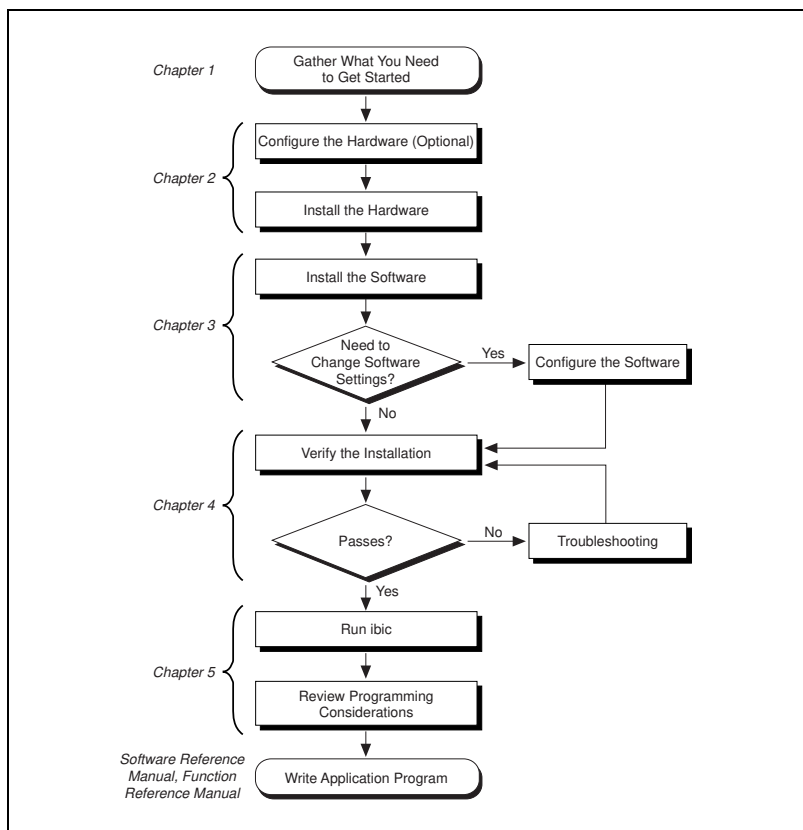 Chapter 1
Gather What You Need
to Get Started
Configure the Hardware (Optional)
Chapter 2
Install the Hardware
Install the Software
Chapter 3
Need to
Change Software
Settings?
Yes
Configure the Software
No
Verify the Installation
Chapter 4
Passes?
No
Troubleshooting
Yes
Run ibic
Chapter 5
Review Programming
Considerations
Software Reference
Manual, Function
Reference Manual
Write Application Program